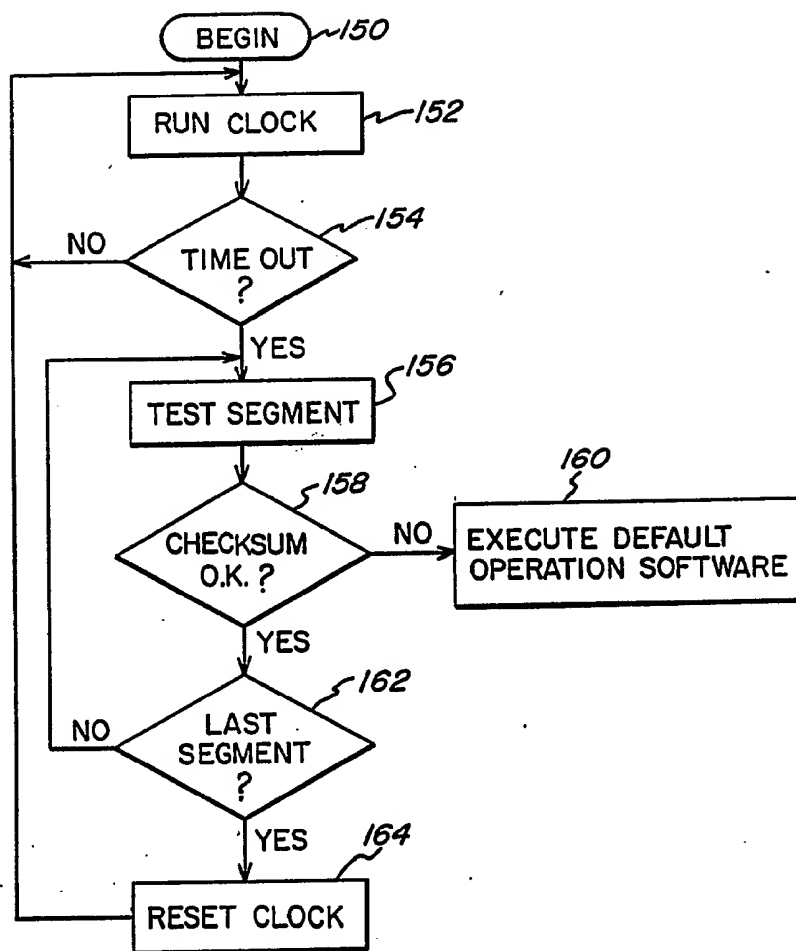 BEGIN
150
RUN CLOCK
152
154
NO
TIME OUT
?
YES
156
TEST SEGMENT
158
160
CHECKSUM
O.K. ?
NO
EXECUTE DEFAULT
OPERATION SOFTWARE
YES
162
NO
LAST
SEGMENT
?
YES
164
RESET CLOCK